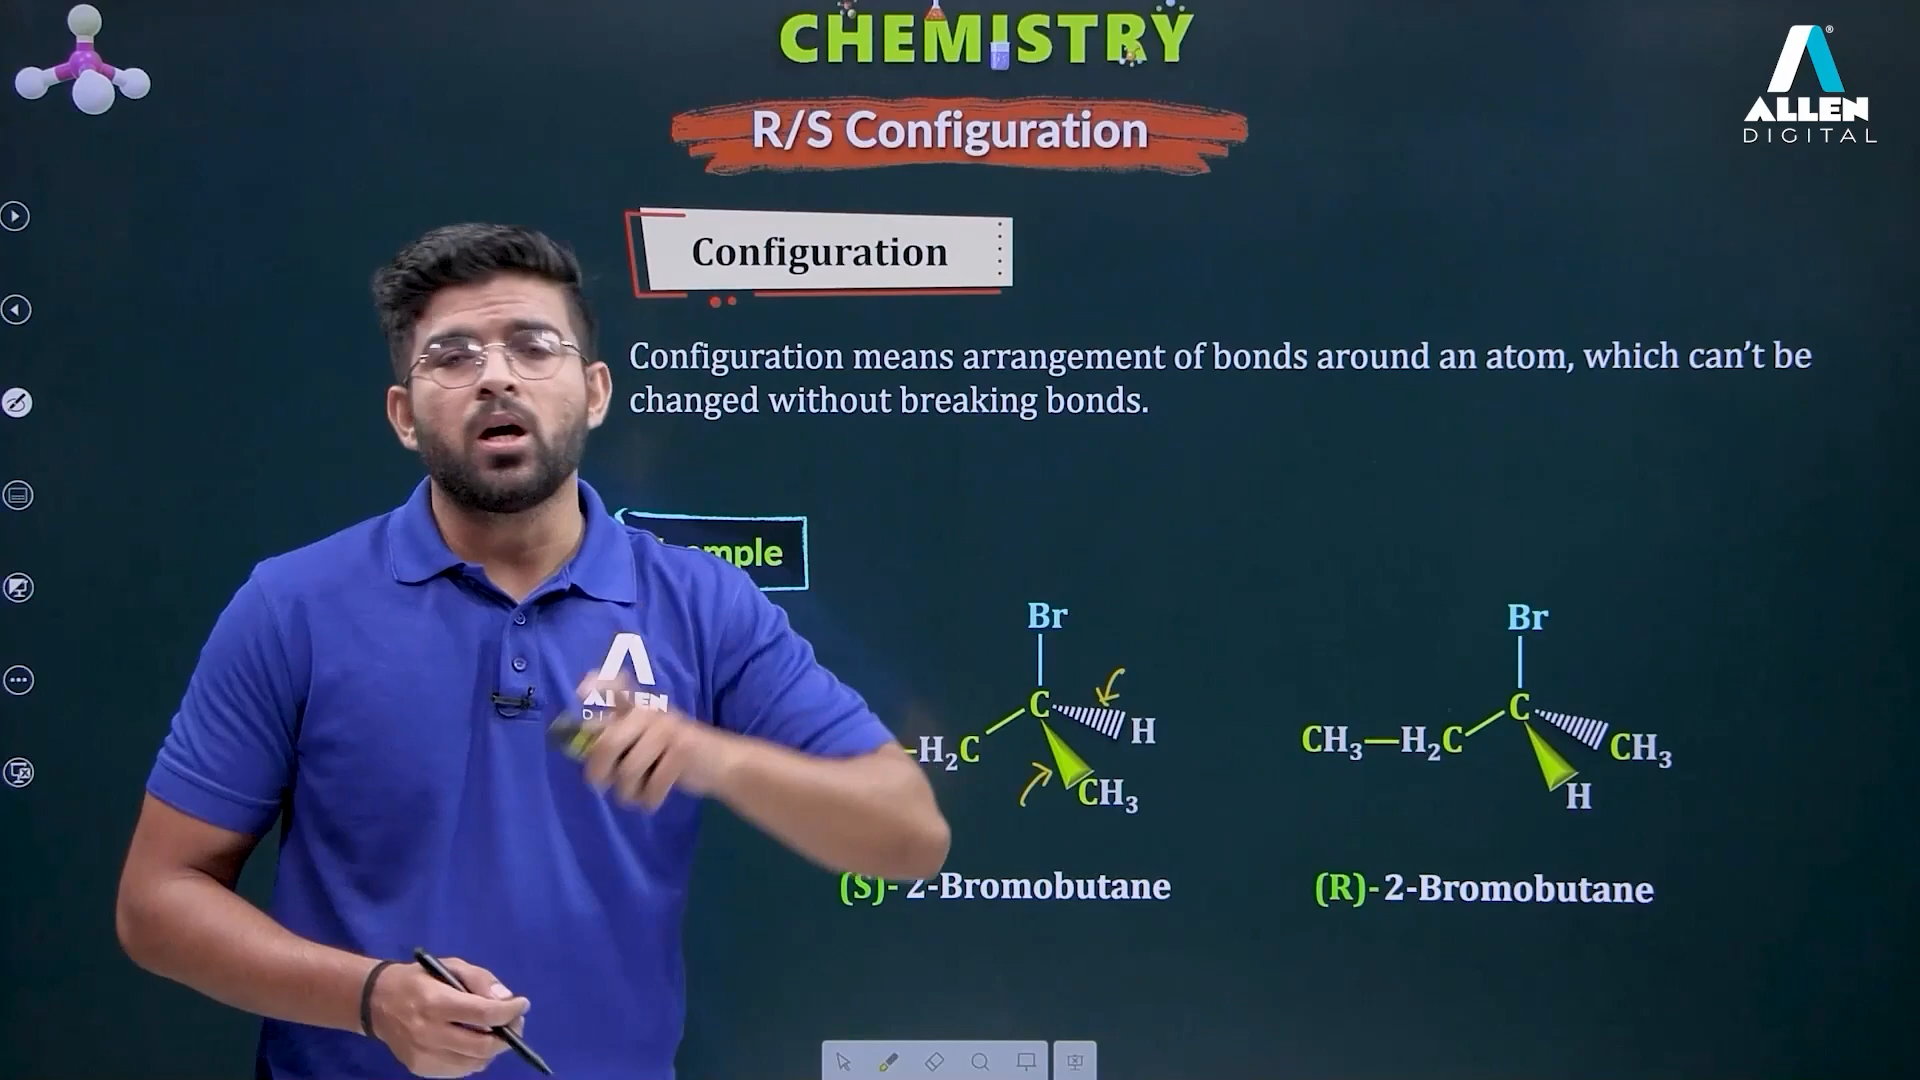 CHEMISTRY
R/S Configuration
ALLEN
DIGITAL
Configuration
Configuration means arrangement of bonds around an atom, which can't be
changed without breaking bonds.
Br
C
H
–H₂C
CH₃
(S)-2-Bromobutane
Br
C
CH₃—H₂C
CH₃
H
(R)-2-Bromobutane
ALLEN